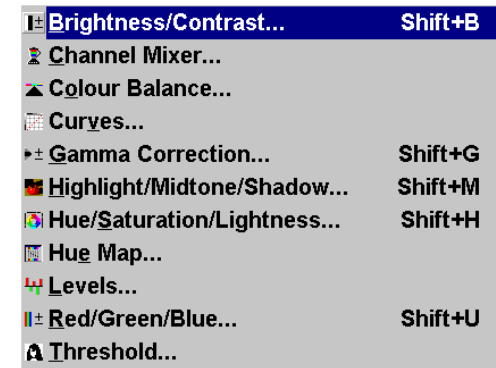 Brightness/Contrast... Shift+B
Channel Mixer...
Colour Balance...
Curves...
Gamma Correction... Shift+G
Highlight/Midtone/Shadow... Shift+M
Hue/Saturation/Lightness... Shift+H
Hue Map...
Levels...
Red/Green/Blue... Shift+U
Threshold...